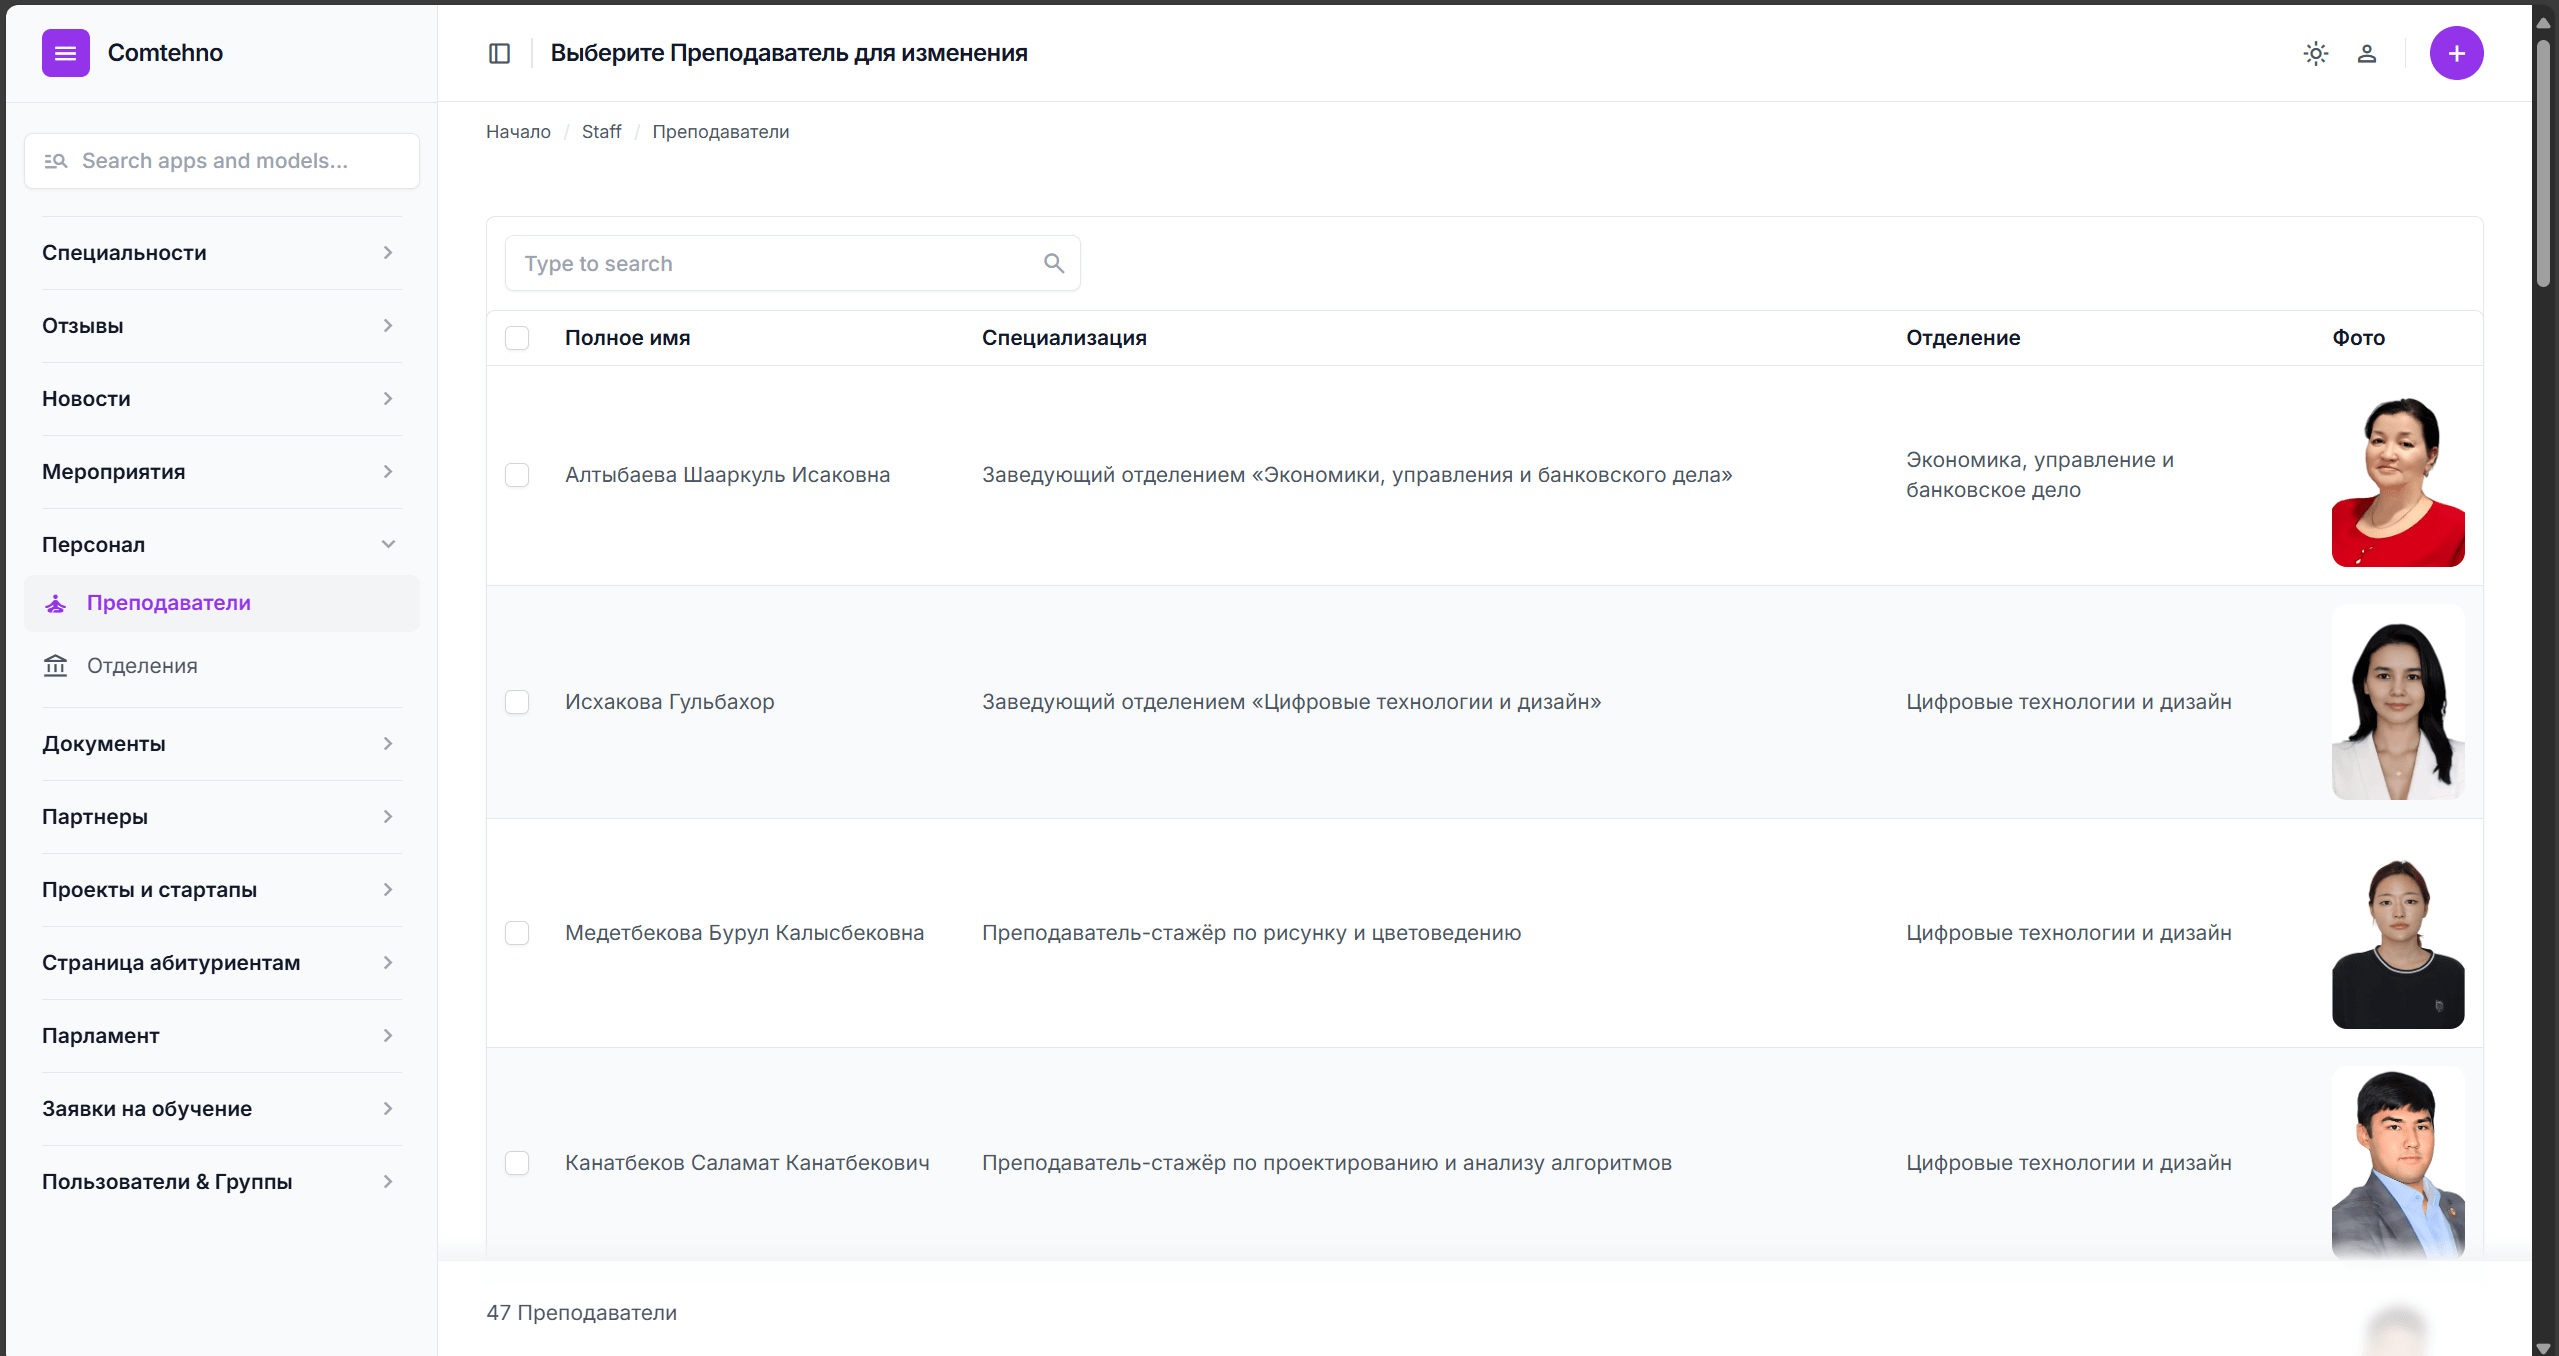 Comtehno
Выберите Преподаватель для изменения
Search apps and models...
Специальности
Отзывы
Новости
Мероприятия
Персонал
Преподаватели
Отделения
Документы
Партнеры
Проекты и стартапы
Страница абитуриентам
Парламент
Заявки на обучение
Пользователи & Группы
Начало / Staff / Преподаватели
Type to search
Полное имя Специализация Отделение Фото
Алтыбаева Шааркуль Исаковна Заведующий отделением «Экономики, управления и банковского дела» Экономика, управление и
банковское дело
Исхакова Гульбахор Заведующий отделением «Цифровые технологии и дизайн» Цифровые технологии и дизайн
Медетбекова Бурул Калысбековна Преподаватель-стажёр по рисунку и цветоведению Цифровые технологии и дизайн
Канатбеков Саламат Канатбекович Преподаватель-стажёр по проектированию и анализу алгоритмов Цифровые технологии и дизайн
47 Преподаватели